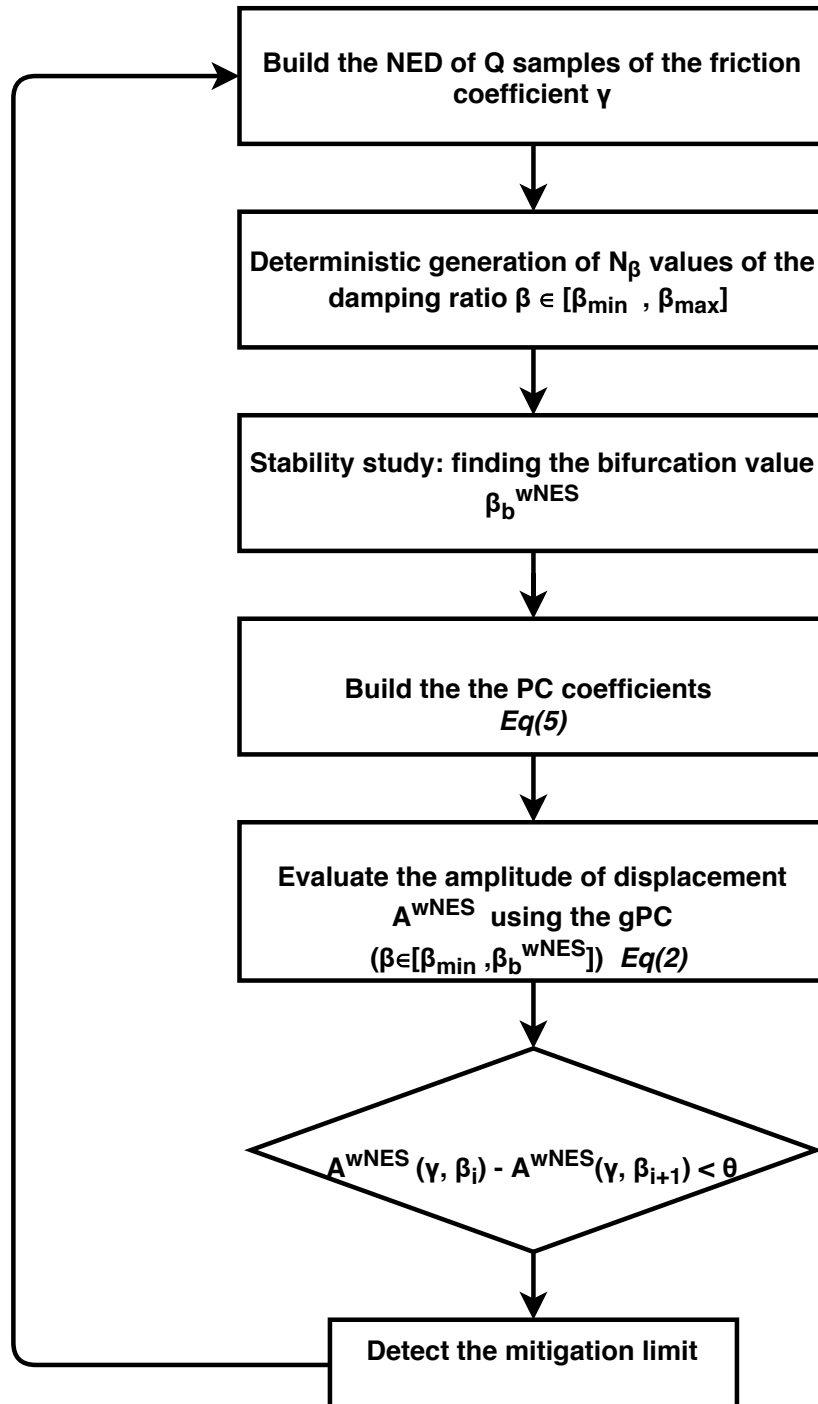 Build the NED of Q samples of the friction
coefficient γ
Deterministic generation of N_β values of the
damping ratio β ∈ [β_min , β_max]
Stability study: finding the bifurcation value
β_b^wNES
Build the the PC coefficients
Eq(5)
Evaluate the amplitude of displacement
A^wNES using the gPC
(β∈[β_min ,β_b^wNES]) Eq(2)
A^wNES (γ, β_i) - A^wNES(γ, β_i+1) < θ
Detect the mitigation limit